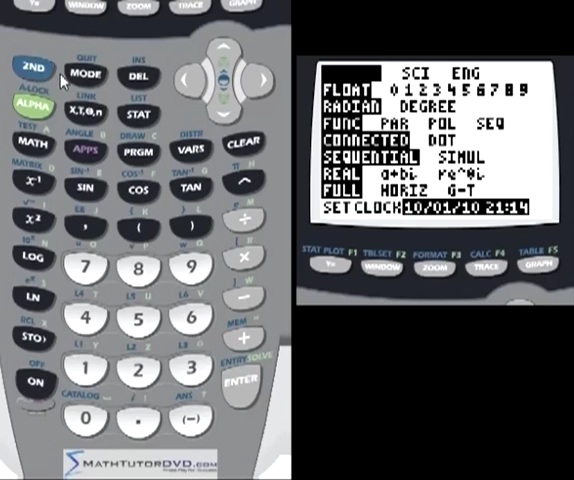 Y= WINDOW ZOOM TRACE GRAPH
QUIT INS
2ND MODE DEL
A-LOCK LINK LIST
ALPHA X,T,θ,n STAT
TEST A ANGLE B DRAW C DISTR
MATH APPS PRGM VARS CLEAR
MATRIX D SIN⁻¹ E COS⁻¹ F TAN⁻¹ G π H
x⁻¹ SIN COS TAN ^
√ I EE J { K } L e M
x² , ( ) ÷
10ˣ N u O v P w Q [ R
LOG 7 8 9 ×
eˣ S L4 T L5 U L6 V ] W
LN 4 5 6 −
RCL X L1 Y L2 Z L3 θ MEM "
STO› 1 2 3 +
OFF CATALOG i : ANS ? ENTRY SOLVE
ON 0 . (−) ENTER
MATHTUTORDVD.COM
SCI ENG
FLOAT 0 1 2 3 4 5 6 7 8 9
RADIAN DEGREE
FUNC PAR POL SEQ
CONNECTED DOT
SEQUENTIAL SIMUL
REAL a+bi re^θi
FULL HORIZ G-T
SET CLOCK 10/01/10 21:14
STAT PLOT F1 TBLSET F2 FORMAT F3 CALC F4 TABLE F5
Y= WINDOW ZOOM TRACE GRAPH